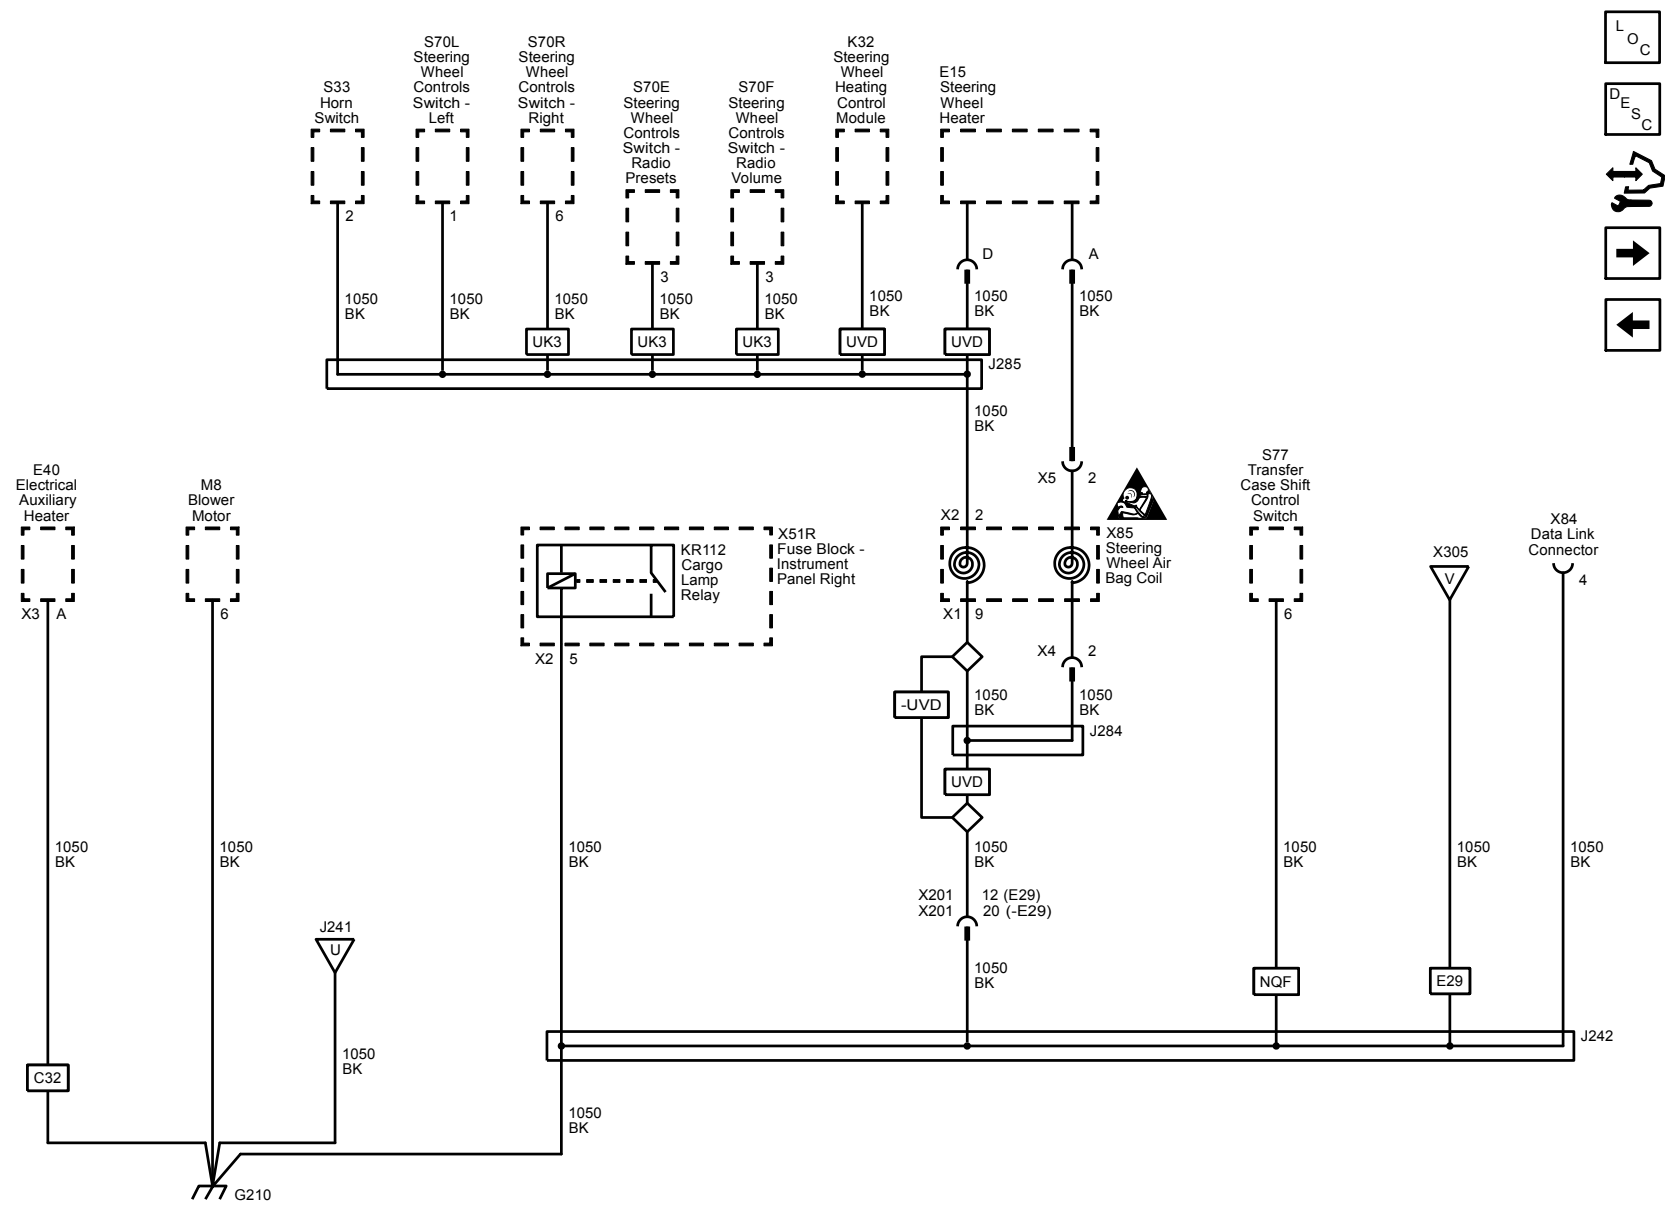 L
O
C
D
E
S
C
S70L
Steering
Wheel
Controls
Switch -
Left
S70R
Steering
Wheel
Controls
Switch -
Right
K32
Steering
Wheel
Heating
Control
Module
E15
Steering
Wheel
Heater
S33
Horn
Switch
S70E
Steering
Wheel
Controls
Switch -
Radio
Presets
S70F
Steering
Wheel
Controls
Switch -
Radio
Volume
2
1
6
3
3
D
A
1050
BK
1050
BK
1050
BK
1050
BK
1050
BK
1050
BK
1050
BK
1050
BK
UK3
UK3
UK3
UVD
UVD
J285
1050
BK
E40
Electrical
Auxiliary
Heater
M8
Blower
Motor
X5 2
X2 2
X51R
Fuse Block -
Instrument
Panel Right
KR112
Cargo
Lamp
Relay
X85
Steering
Wheel Air
Bag Coil
S77
Transfer
Case Shift
Control
Switch
X305
V
X84
Data Link
Connector
4
X3 A
6
X2 5
X1 9
6
X4 2
-UVD
1050
BK
1050
BK
J284
UVD
1050
BK
1050
BK
1050
BK
1050
BK
1050
BK
1050
BK
1050
BK
X201 12 (E29)
X201 20 (-E29)
J241
U
1050
BK
NQF
E29
J242
1050
BK
C32
1050
BK
G210